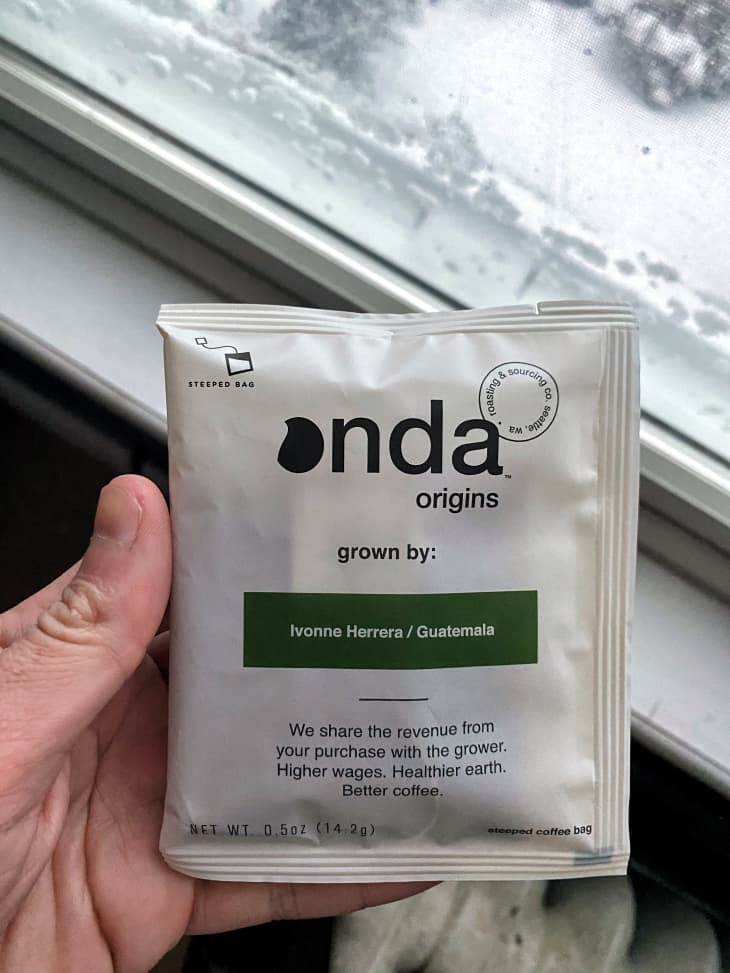 STEEPED BAG
roasting & sourcing co. seattle, wa •
onda™
origins
grown by:
Ivonne Herrera / Guatemala
We share the revenue from
your purchase with the grower.
Higher wages. Healthier earth.
Better coffee.
NET WT. 0.5oz (14.2g)
steeped coffee bag